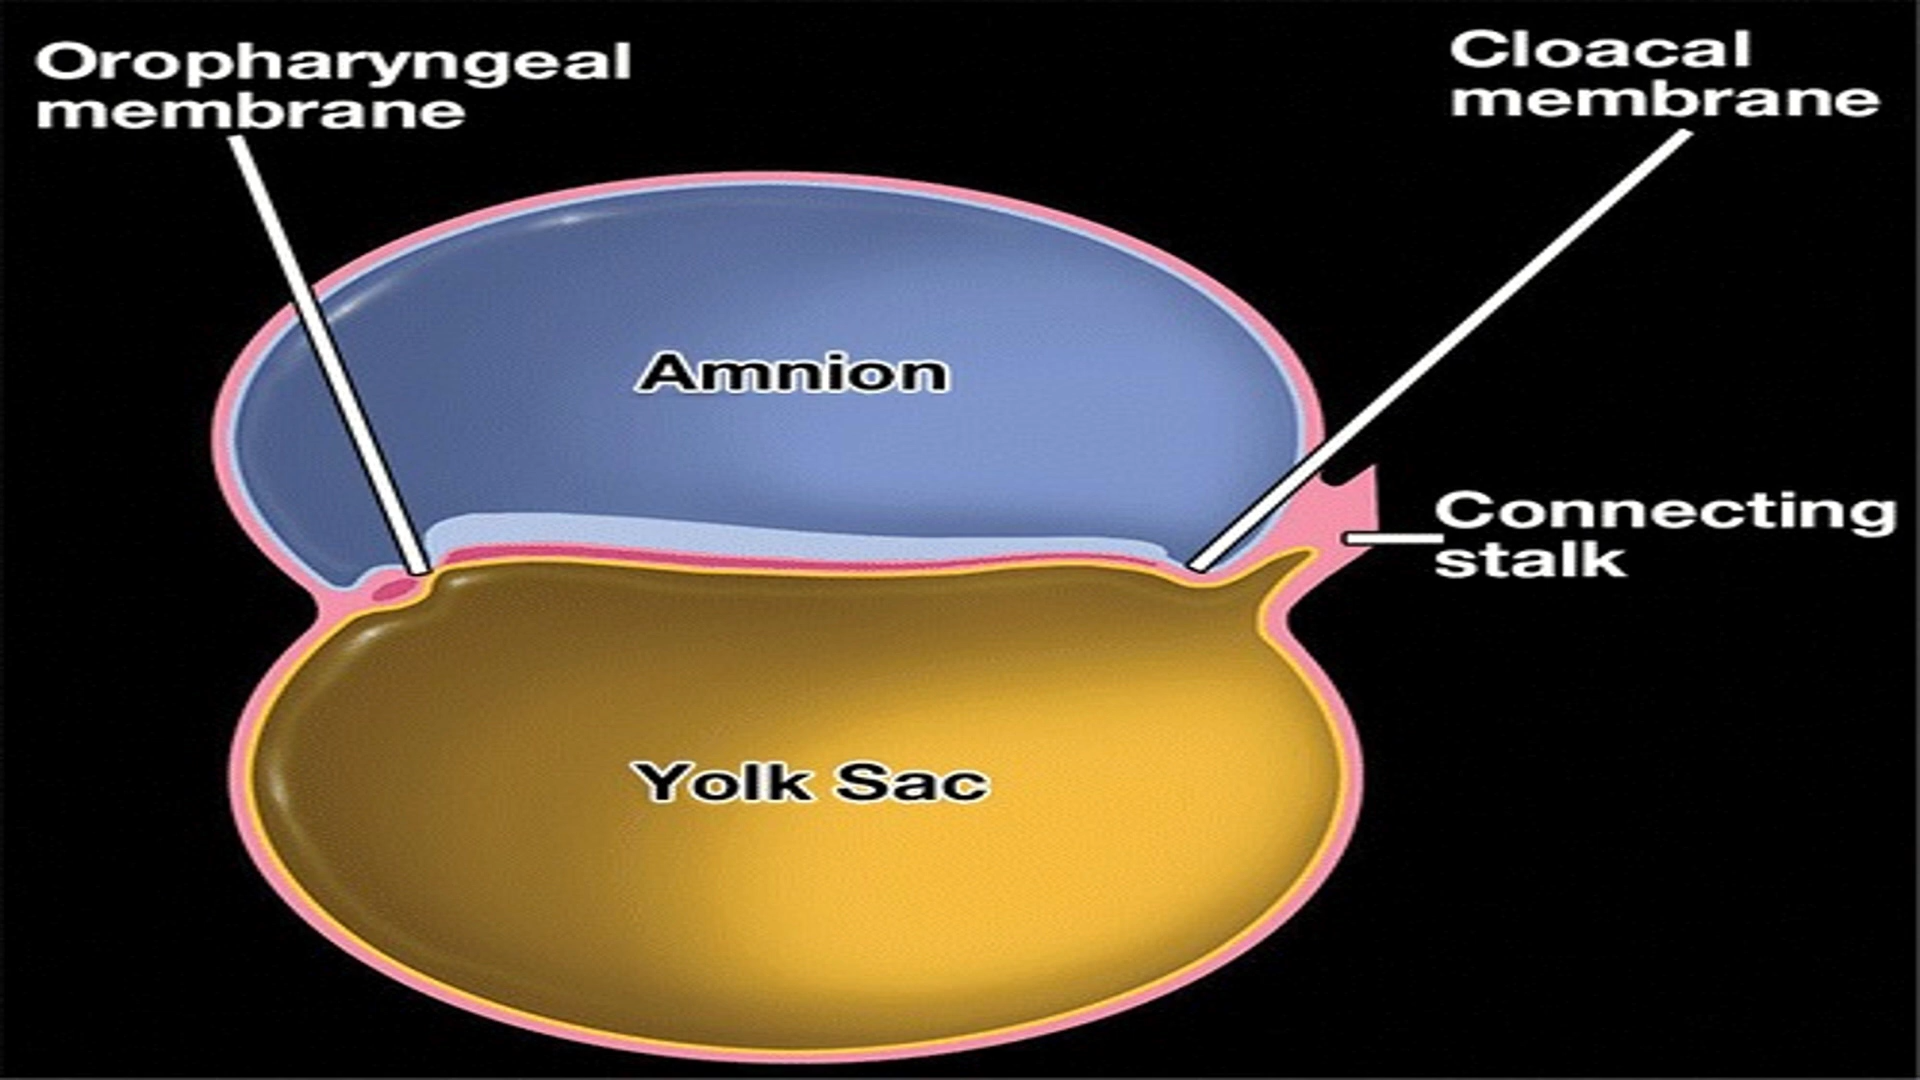 Oropharyngeal
membrane
Cloacal
membrane
Amnion
Connecting
stalk
Yolk Sac